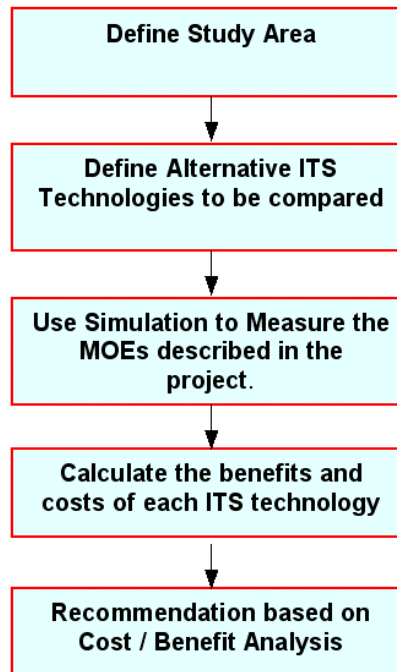 Define Study Area
Define Alternative ITS
Technologies to be compared
Use Simulation to Measure the
MOEs described in the
project.
Calculate the benefits and
costs of each ITS technology
Recommendation based on
Cost / Benefit Analysis